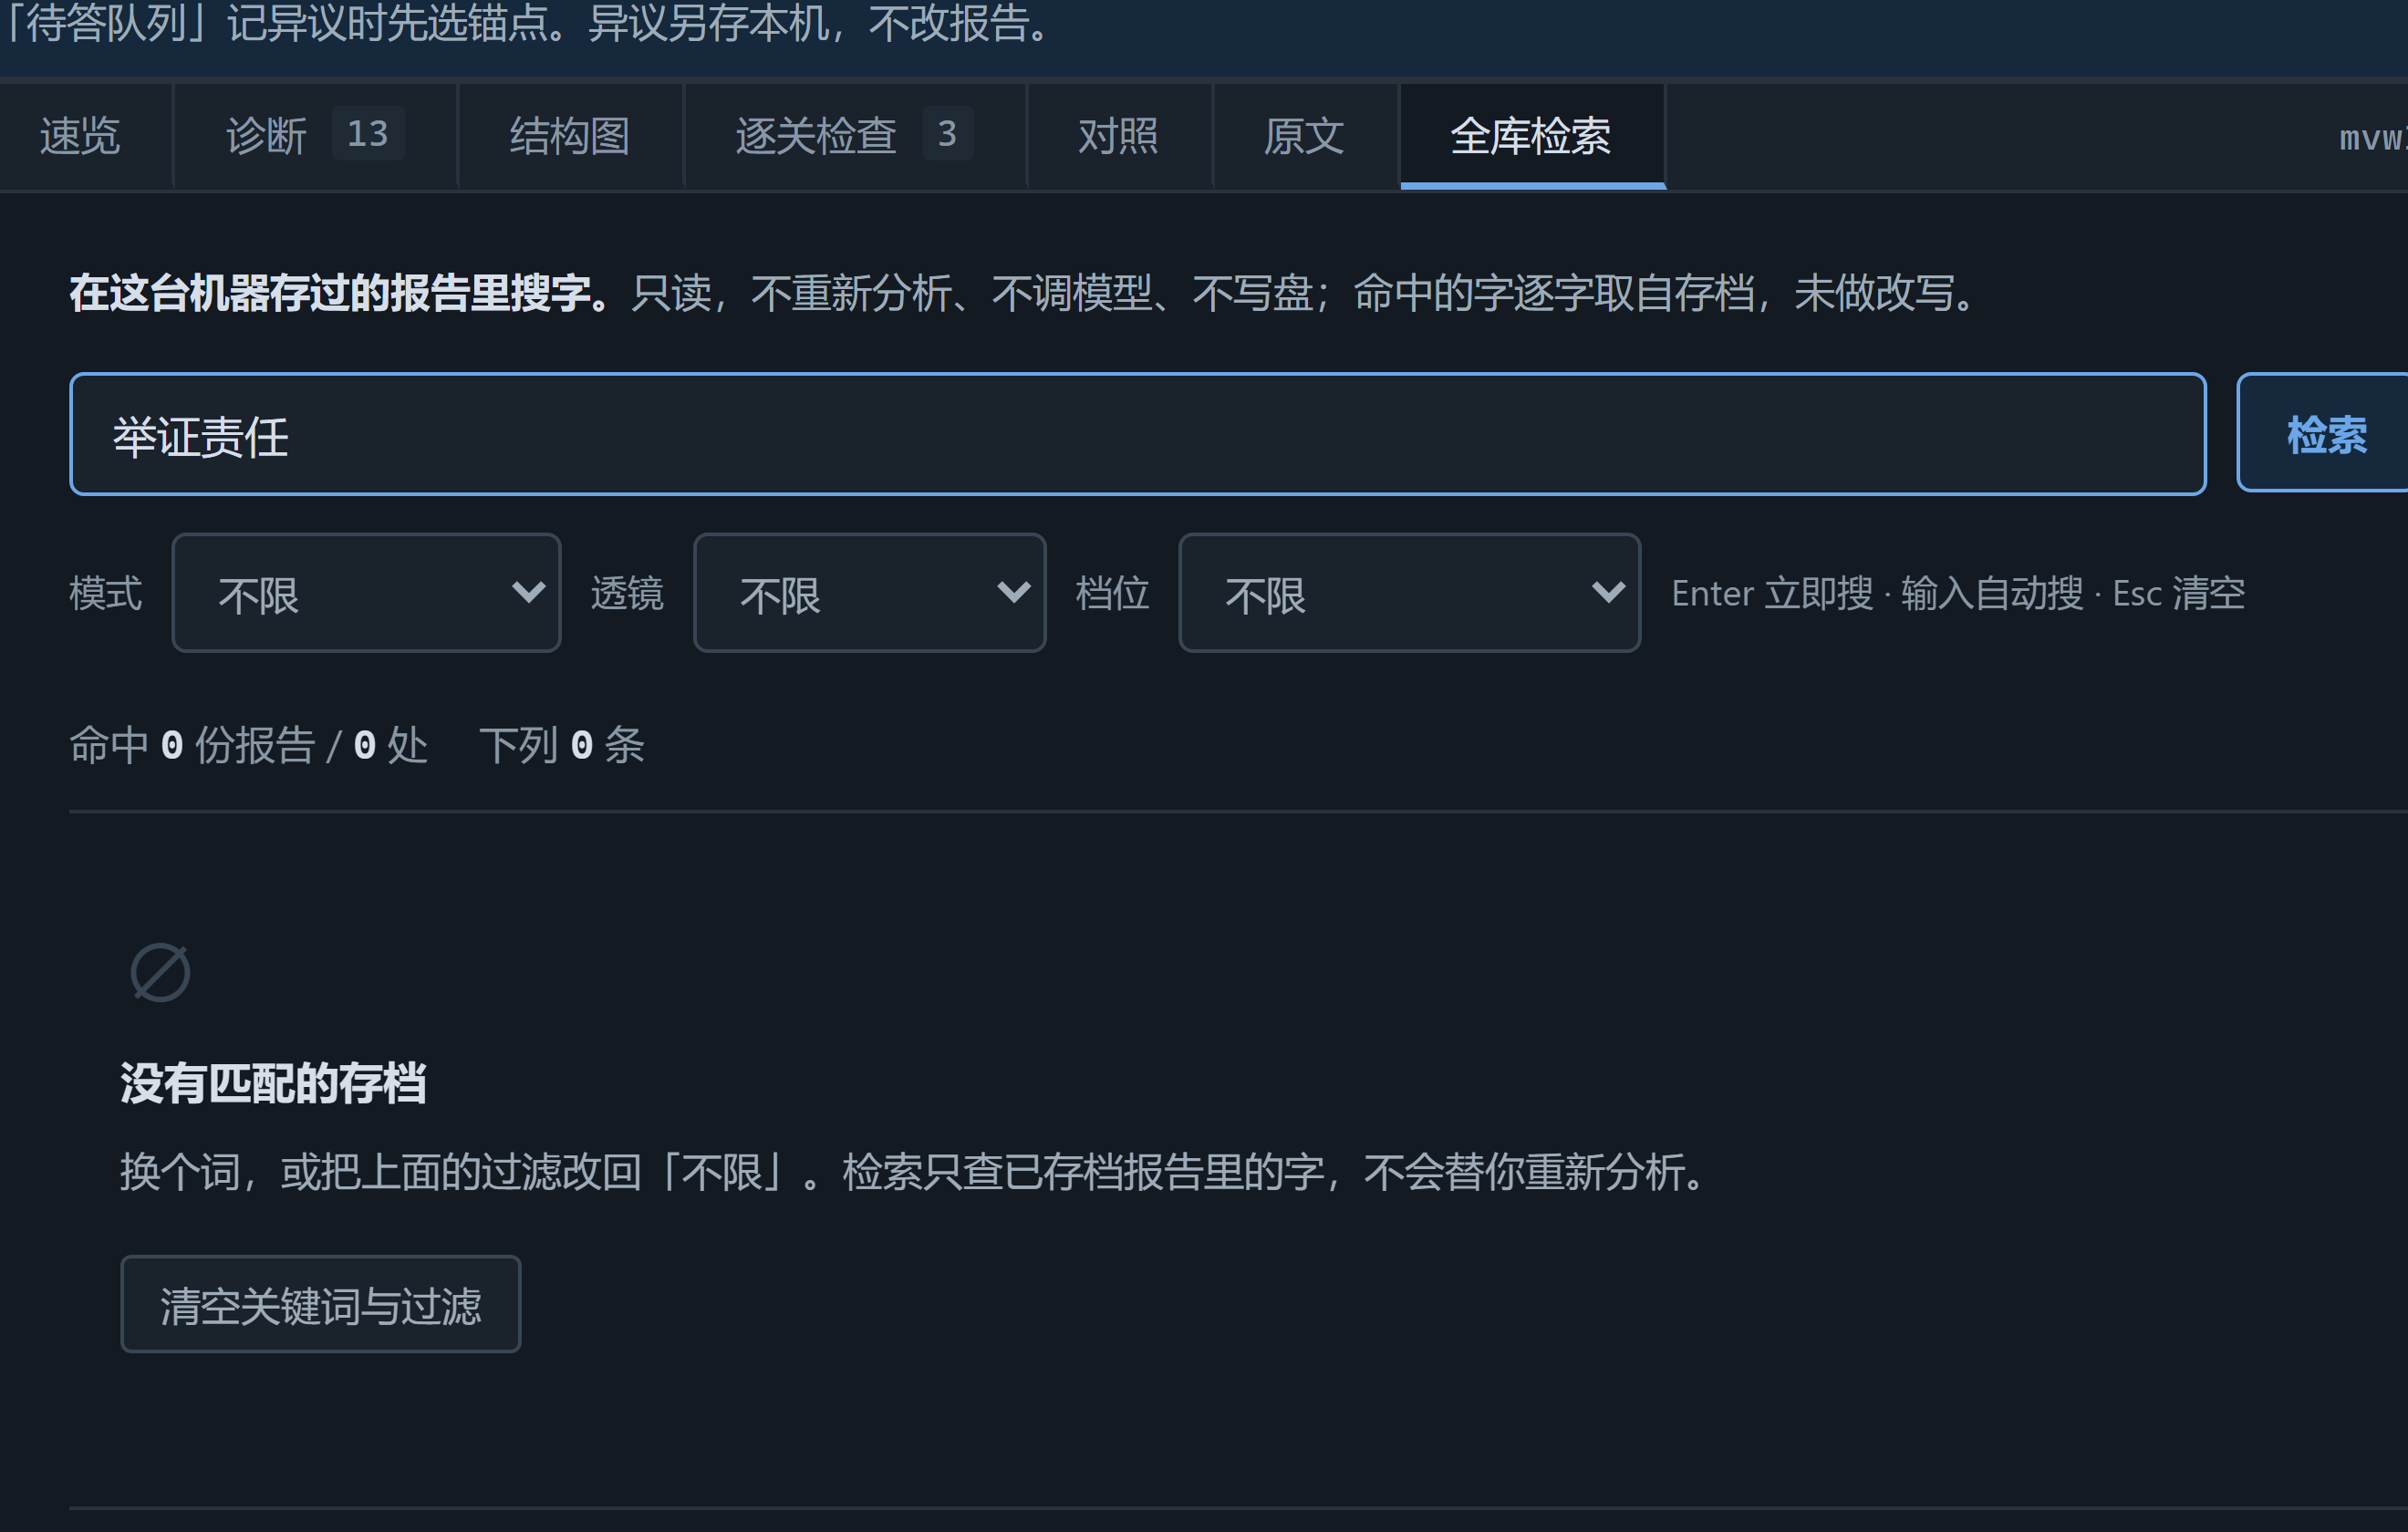 「待答队列」记异议时先选锚点。异议另存本机，不改报告。
速览 诊断 13 结构图 逐关检查 3 对照 原文 全库检索
在这台机器存过的报告里搜字。只读，不重新分析、不调模型、不写盘；命中的字逐字取自存档，未做改写。
举证责任 检索
模式 不限 透镜 不限 档位 不限 Enter 立即搜 · 输入自动搜 · Esc 清空
命中 0 份报告 / 0 处 下列 0 条
没有匹配的存档
换个词，或把上面的过滤改回「不限」。检索只查已存档报告里的字，不会替你重新分析。
清空关键词与过滤